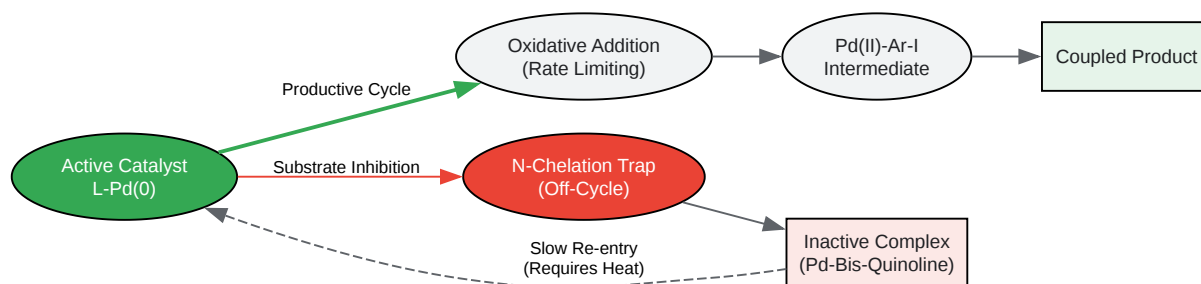 Oxidative Addition
(Rate Limiting)
Pd(II)-Ar-I
Intermediate
Coupled Product
Productive Cycle
Active Catalyst
L-Pd(0)
Substrate Inhibition
N-Chelation Trap
(Off-Cycle)
Slow Re-entry
(Requires Heat)
Inactive Complex
(Pd-Bis-Quinoline)